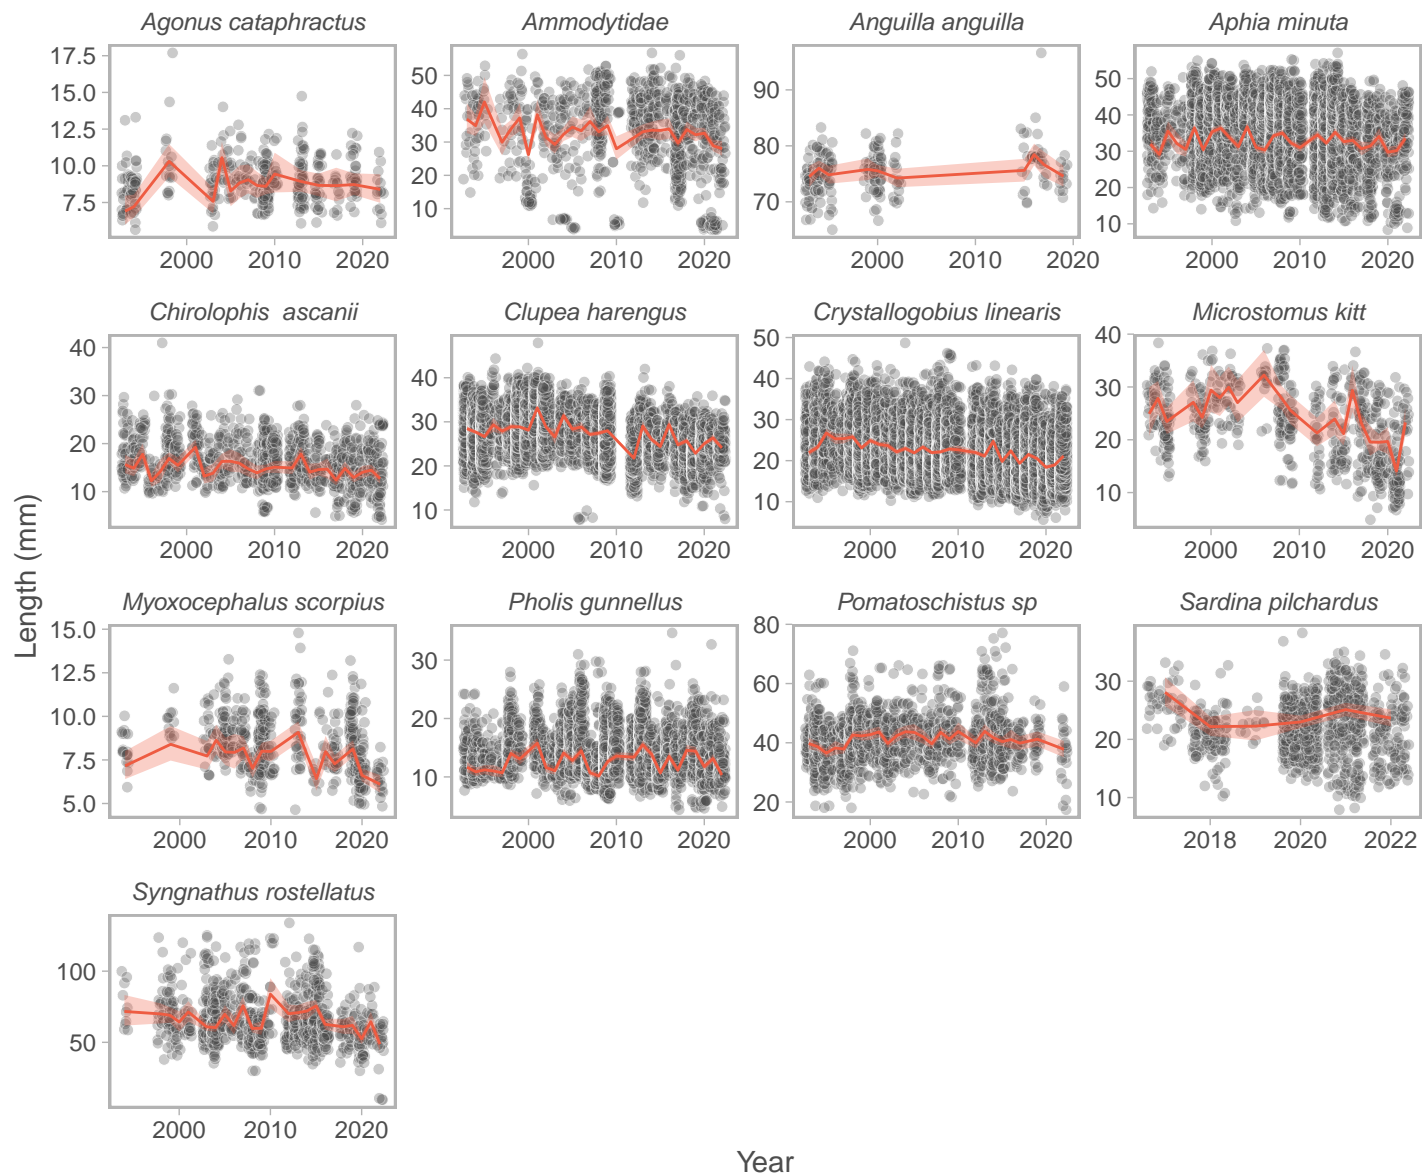 Agonus cataphractus
Ammodytidae
Anguilla anguilla
Aphia minuta
17.5
15.0
12.5
10.0
7.5
50
40
30
20
10
90
80
70
50
40
30
20
10
2000 2010 2020
2000 2010 2020
2000 2010 2020
2000 2010 2020
Chirolophis ascanii
Clupea harengus
Crystallogobius linearis
Microstomus kitt
40
30
20
10
40
30
20
10
50
40
30
20
10
40
30
20
10
2000 2010 2020
2000 2010 2020
2000 2010 2020
2000 2010 2020
Length (mm)
Myoxocephalus scorpius
Pholis gunnellus
Pomatoschistus sp
Sardina pilchardus
15.0
12.5
10.0
7.5
5.0
30
20
10
80
60
40
20
30
20
10
2000 2010 2020
2000 2010 2020
2000 2010 2020
2018 2020 2022
Syngnathus rostellatus
100
50
2000 2010 2020
Year